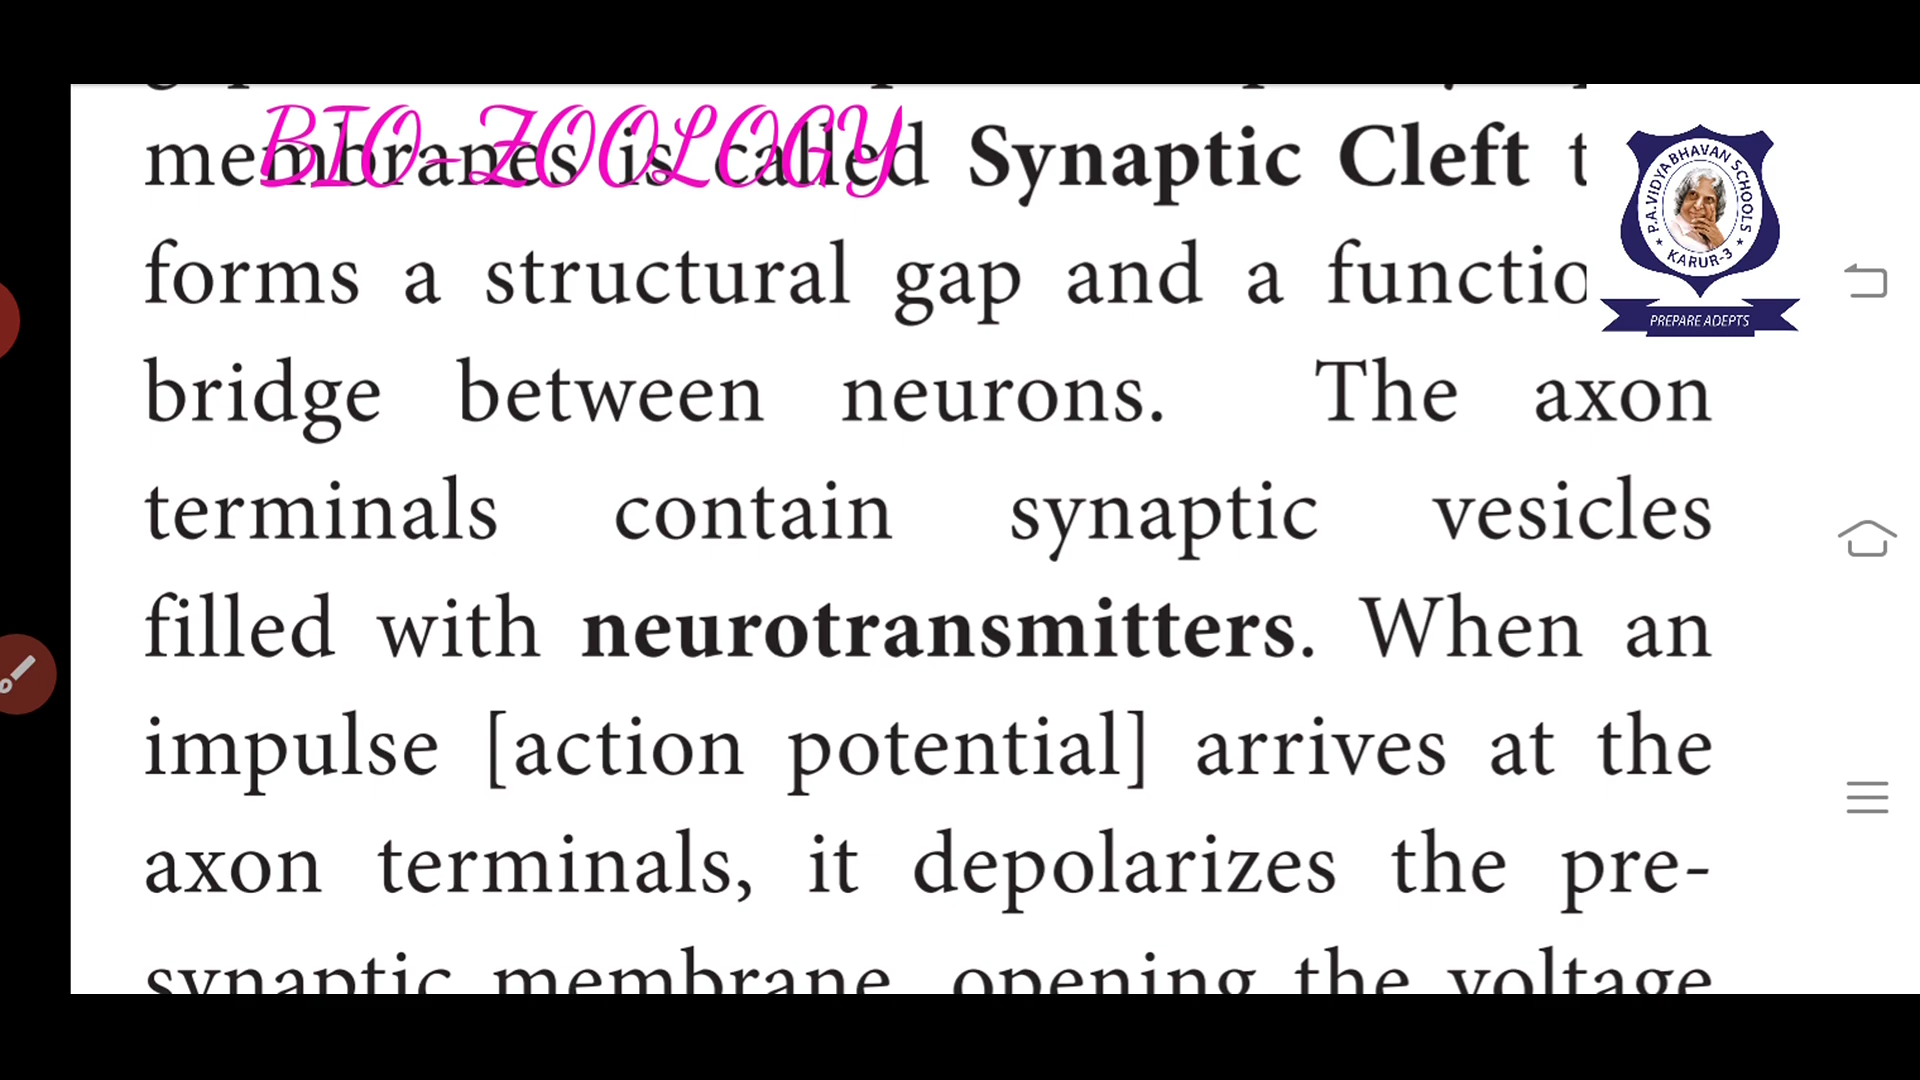 BIO-ZOOLOGY
membranes is called Synaptic Cleft
forms a structural gap and a functio
bridge between neurons. The axon
terminals contain synaptic vesicles
filled with neurotransmitters. When an
impulse [action potential] arrives at the
axon terminals, it depolarizes the pre-
synaptic membrane, opening the voltage
P.A.VIDYA BHAVAN SCHOOLS
KARUR-3
PREPARE ADEPTS